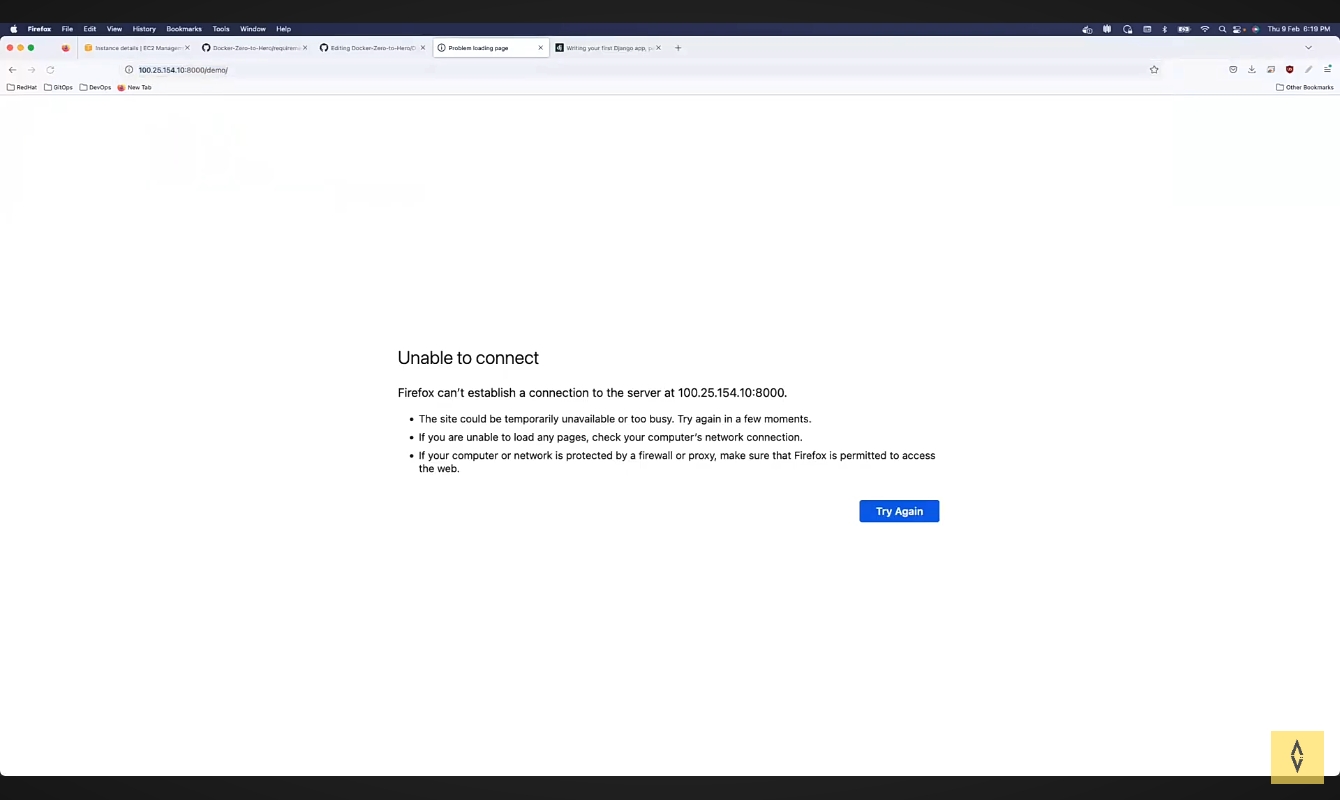 Firefox File Edit View History Bookmarks Tools Window Help Thu 9 Feb 6:19 PM
Instance details | EC2 Managem Docker-Zero-to-Hero/requirem Editing Docker-Zero-to-Hero/ Problem loading page Writing your first Django app, p
100.25.154.10:8000/demo/
RedHat GitOps DevOps New Tab Other Bookmarks
Unable to connect
Firefox can't establish a connection to the server at 100.25.154.10:8000.
• The site could be temporarily unavailable or too busy. Try again in a few moments.
• If you are unable to load any pages, check your computer's network connection.
• If your computer or network is protected by a firewall or proxy, make sure that Firefox is permitted to access
the web.
Try Again